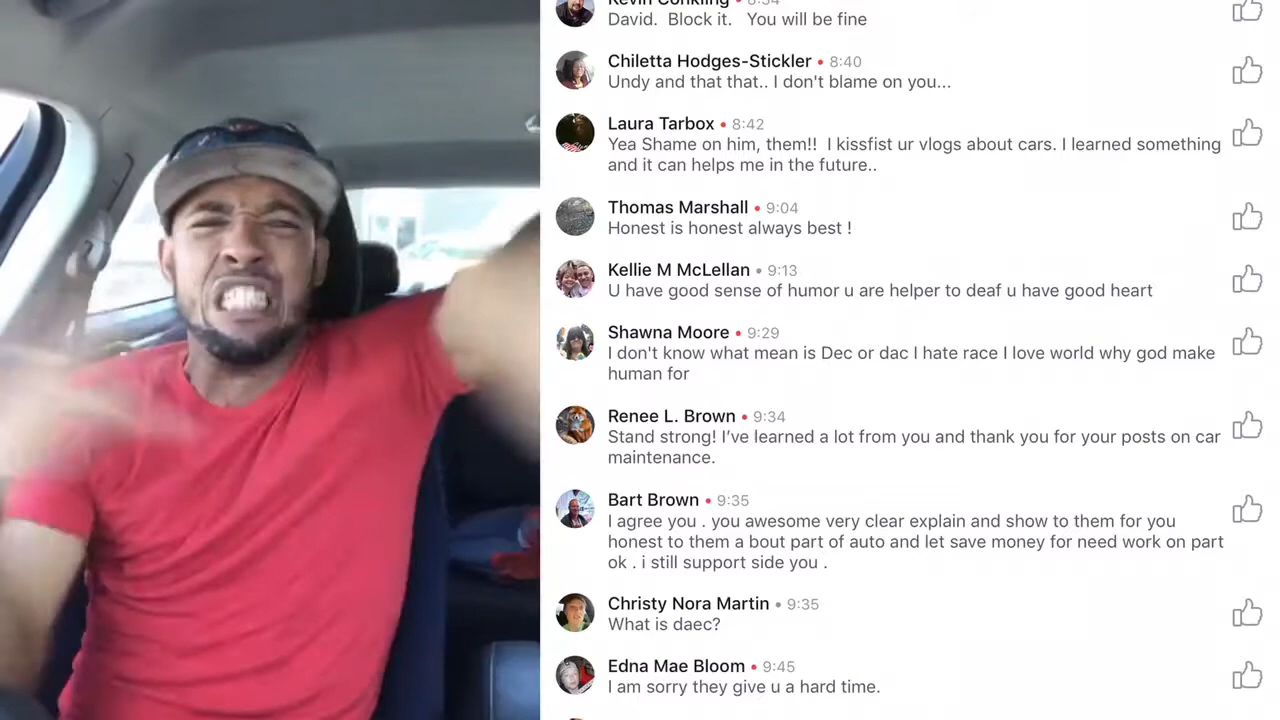 Kevin Conkling • 8:34
David. Block it. You will be fine
Chiletta Hodges-Stickler • 8:40
Undy and that that.. I don't blame on you...
Laura Tarbox • 8:42
Yea Shame on him, them!! I kissfist ur vlogs about cars. I learned something
and it can helps me in the future..
Thomas Marshall • 9:04
Honest is honest always best !
Kellie M McLellan • 9:13
U have good sense of humor u are helper to deaf u have good heart
Shawna Moore • 9:29
I don't know what mean is Dec or dac I hate race I love world why god make
human for
Renee L. Brown • 9:34
Stand strong! I’ve learned a lot from you and thank you for your posts on car
maintenance.
Bart Brown • 9:35
I agree you . you awesome very clear explain and show to them for you
honest to them a bout part of auto and let save money for need work on part
ok . i still support side you .
Christy Nora Martin • 9:35
What is daec?
Edna Mae Bloom • 9:45
I am sorry they give u a hard time.